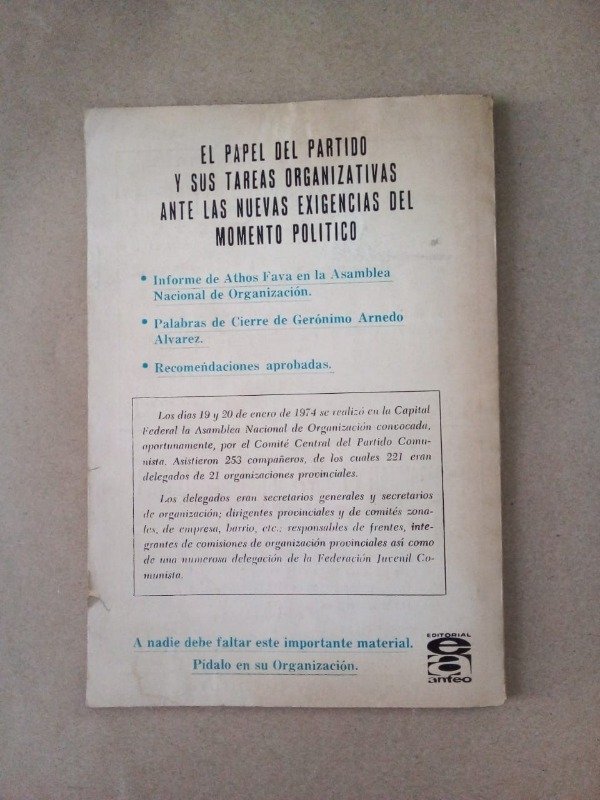 EL PAPEL DEL PARTIDO
Y SUS TAREAS ORGANIZATIVAS
ANTE LAS NUEVAS EXIGENCIAS DEL
MOMENTO POLITICO
• Informe de Athos Fava en la Asamblea
Nacional de Organización.
• Palabras de Cierre de Gerónimo Arnedo
Alvarez.
• Recomendaciones aprobadas.
Los días 19 y 20 de enero de 1974 se realizó en la Capital
Federal la Asamblea Nacional de Organización convocada,
oportunamente, por el Comité Central del Partido Comu-
nista. Asistieron 253 compañeros, de los cuales 221 eran
delegados de 21 organizaciones provinciales.
Los delegados eran secretarios generales y secretarios
de organización; dirigentes provinciales y de comités zona-
les, de empresa, barrio, etc.; responsables de frentes, inte-
grantes de comisiones de organización provinciales así como
de una numerosa delegación de la Federación Juvenil Co-
munista.
A nadie debe faltar este importante material.
Pídalo en su Organización.
EDITORIAL
ea
anteo